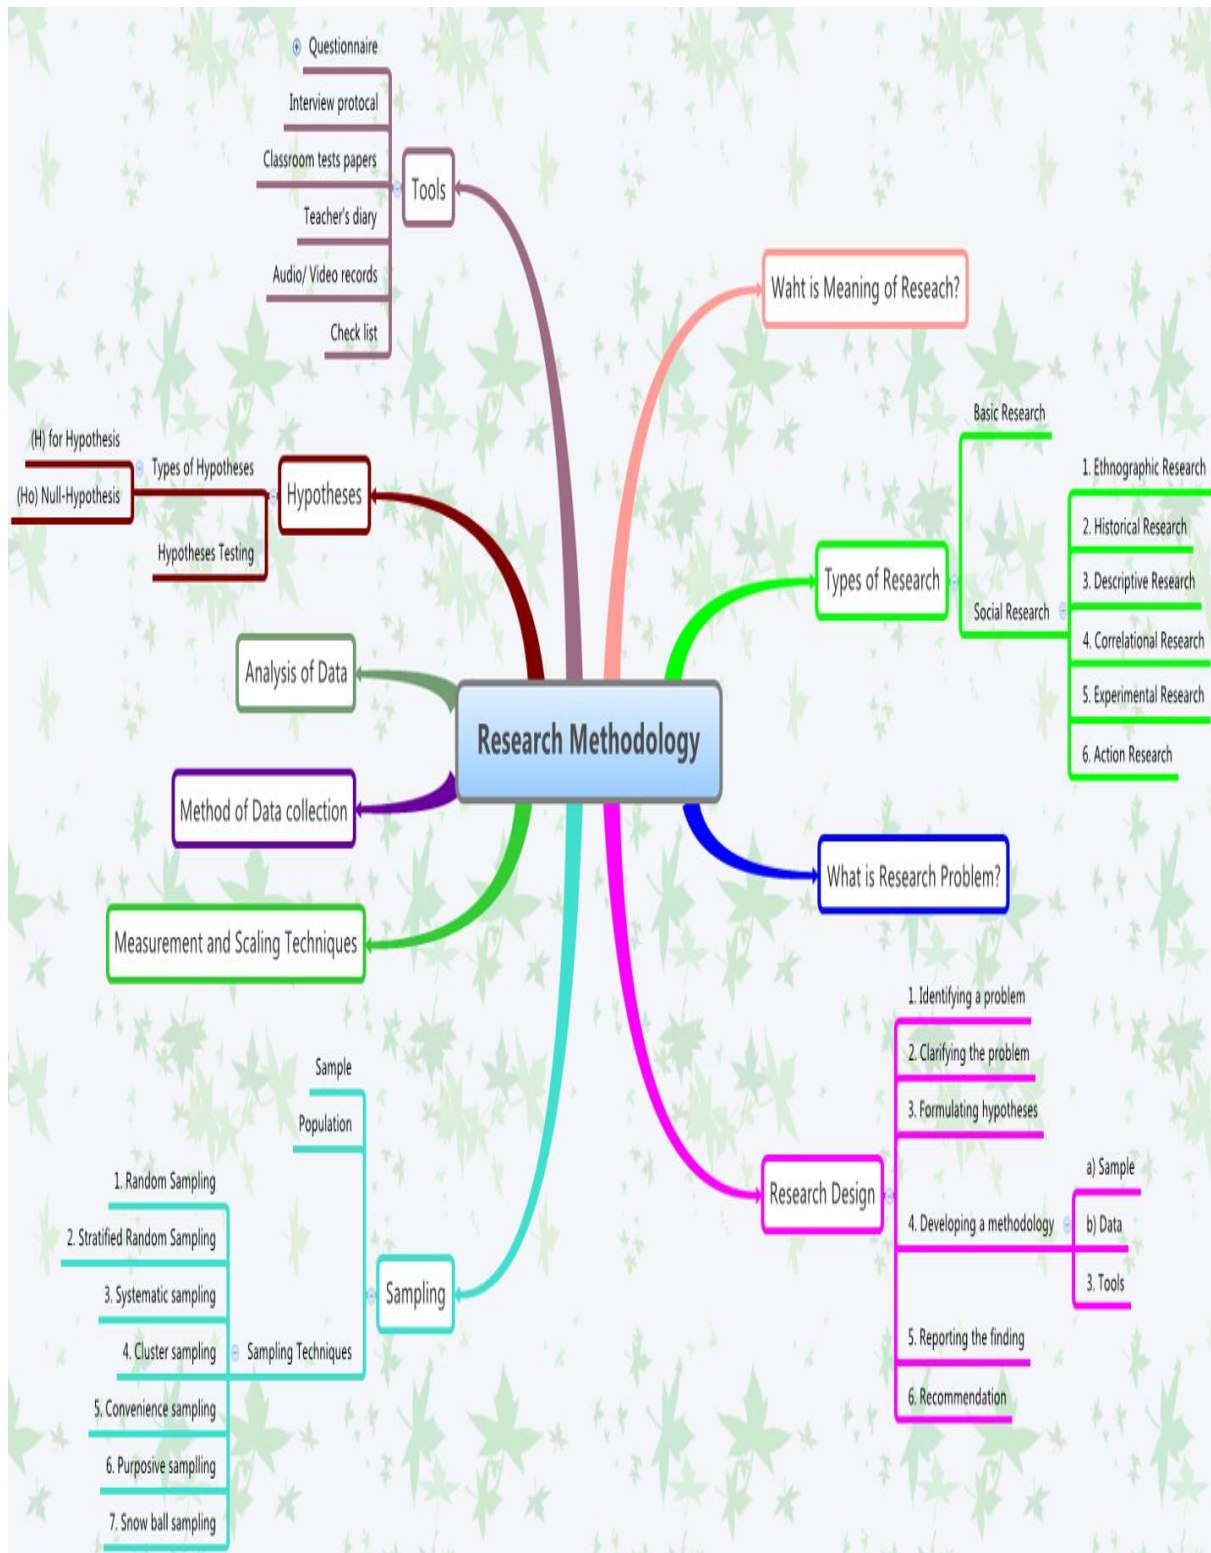 Questionnaire
Interview protocal
Classroom tests papers
Teacher's diary
Audio/ Video records
Check list
Tools
Waht is Meaning of Reseach?
Basic Research
Social Research
1. Ethnographic Research
2. Historical Research
3. Descriptive Research
4. Correlational Research
5. Experimental Research
6. Action Research
Types of Research
(H) for Hypothesis
(Ho) Null-Hypothesis
Types of Hypotheses
Hypotheses Testing
Hypotheses
Analysis of Data
Research Methodology
Method of Data collection
What is Research Problem?
Measurement and Scaling Techniques
1. Identifying a problem
2. Clarifying the problem
3. Formulating hypotheses
4. Developing a methodology
a) Sample
b) Data
3. Tools
5. Reporting the finding
6. Recommendation
Research Design
Sample
Population
Sampling Techniques
1. Random Sampling
2. Stratified Random Sampling
3. Systematic sampling
4. Cluster sampling
5. Convenience sampling
6. Purposive samplling
7. Snow ball sampling
Sampling